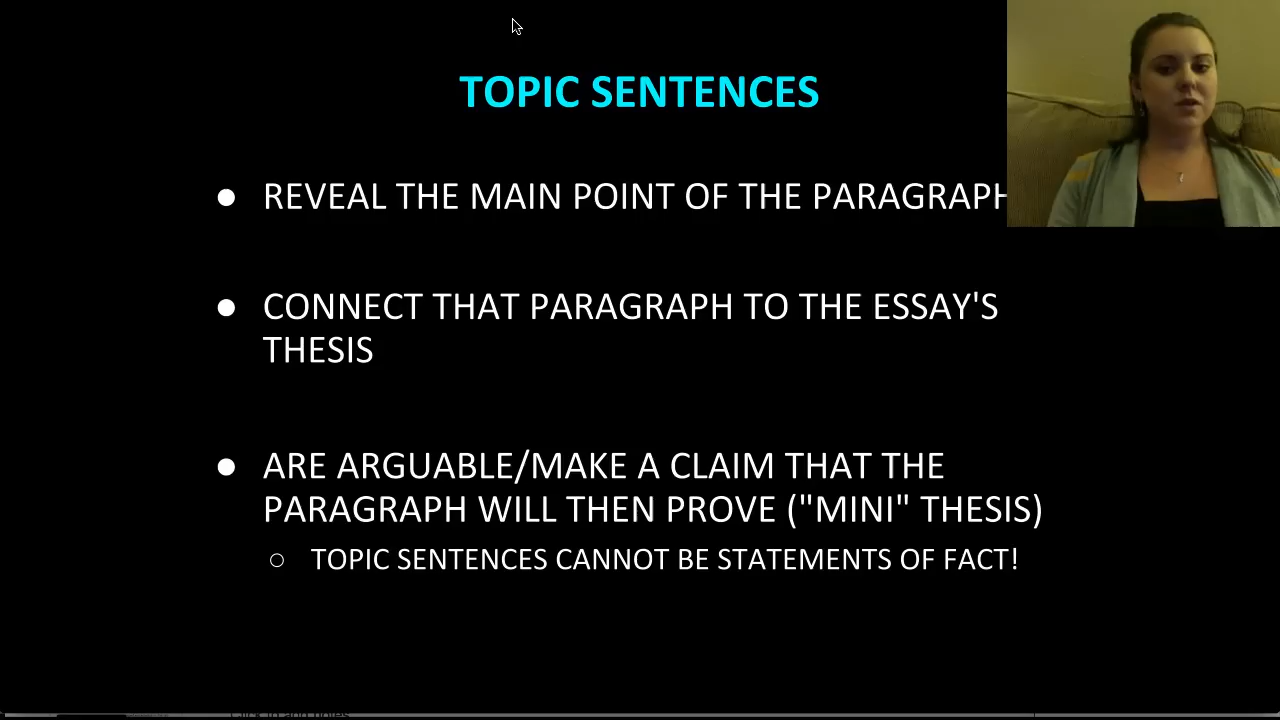 TOPIC SENTENCES
● REVEAL THE MAIN POINT OF THE PARAGRAPH
● CONNECT THAT PARAGRAPH TO THE ESSAY'S
THESIS
● ARE ARGUABLE/MAKE A CLAIM THAT THE
PARAGRAPH WILL THEN PROVE ("MINI" THESIS)
○ TOPIC SENTENCES CANNOT BE STATEMENTS OF FACT!